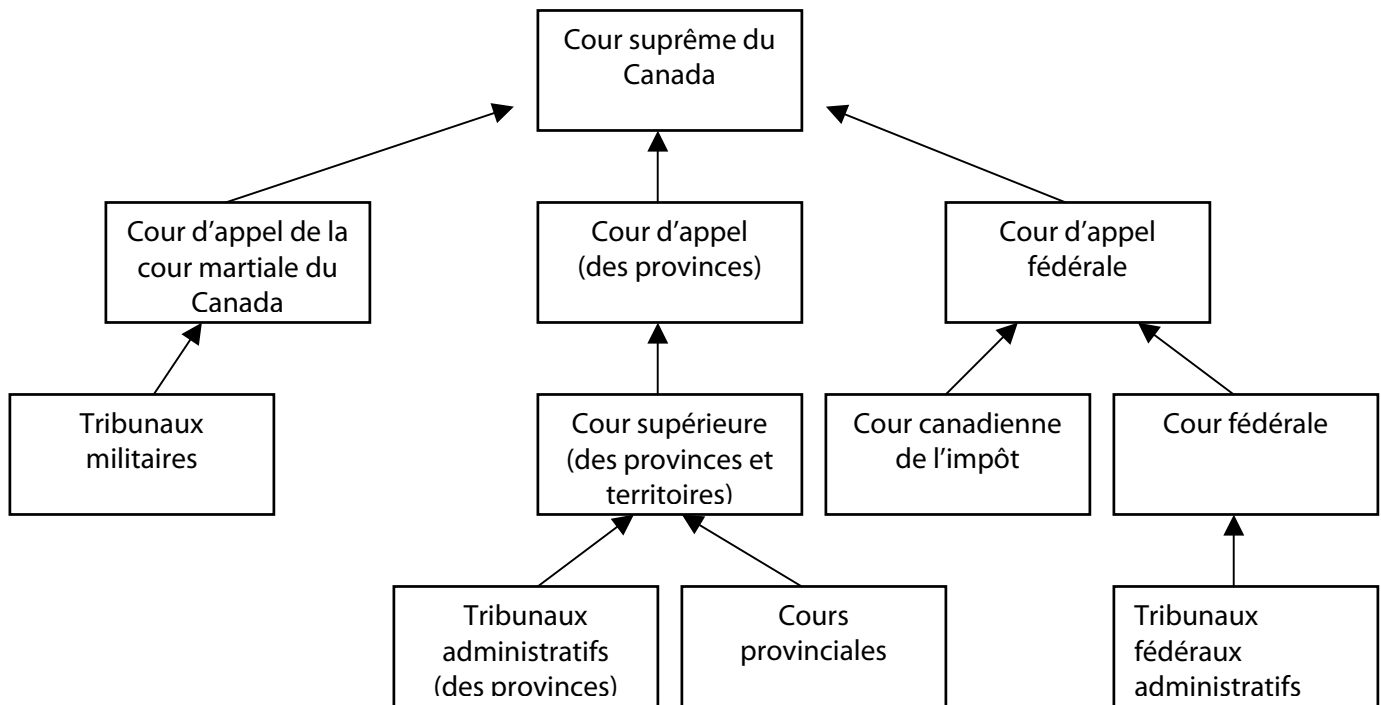 Cour suprême du
Canada
Cour d’appel de la
cour martiale du
Canada
Cour d’appel
(des provinces)
Cour d’appel
fédérale
Tribunaux
militaires
Cour supérieure
(des provinces et
territoires)
Cour canadienne
de l’impôt
Cour fédérale
Tribunaux
administratifs
(des provinces)
Cours
provinciales
Tribunaux
fédéraux
administratifs